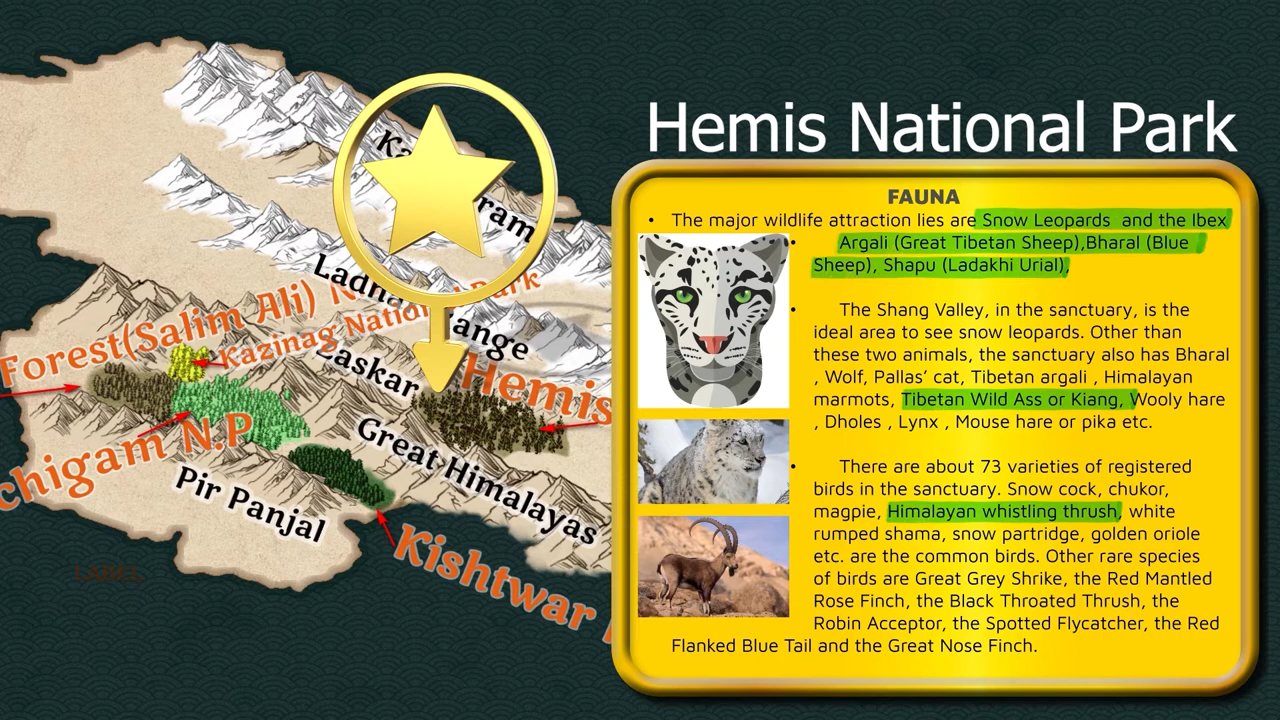 Hemis National Park
FAUNA
• The major wildlife attraction lies are Snow Leopards and the Ibex
• Argali (Great Tibetan Sheep),Bharal (Blue
Sheep), Shapu (Ladakhi Urial),
• The Shang Valley, in the sanctuary, is the
ideal area to see snow leopards. Other than
these two animals, the sanctuary also has Bharal
, Wolf, Pallas’ cat, Tibetan argali , Himalayan
marmots, Tibetan Wild Ass or Kiang, Wooly hare
, Dholes , Lynx , Mouse hare or pika etc.
• There are about 73 varieties of registered
birds in the sanctuary. Snow cock, chukor,
magpie, Himalayan whistling thrush, white
rumped shama, snow partridge, golden oriole
etc. are the common birds. Other rare species
of birds are Great Grey Shrike, the Red Mantled
Rose Finch, the Black Throated Thrush, the
Robin Acceptor, the Spotted Flycatcher, the Red
Flanked Blue Tail and the Great Nose Finch.
Ka ram
Ladha ange
Forest(Salim Ali) N Park
Kazinag Nation
Zaskar
Hemis
chigam N.P
Great Himalayas
Pir Panjal
Kishtwar
LABEL